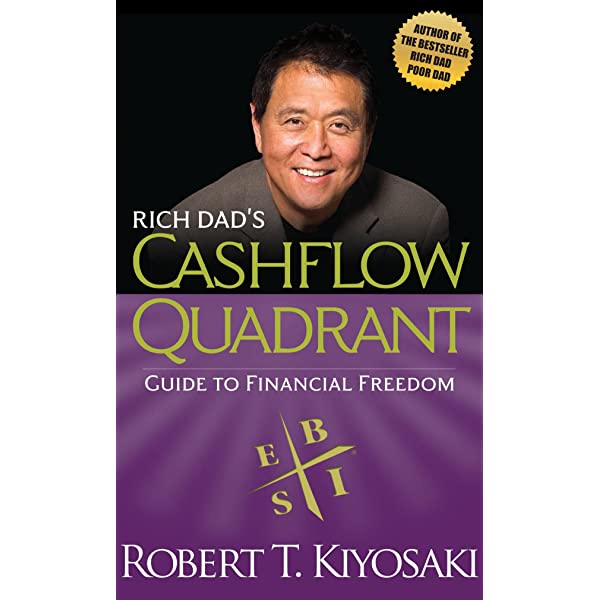 AUTHOR OF
THE BESTSELLER
RICH DAD
POOR DAD
RICH DAD'S
CASHFLOW
QUADRANT
GUIDE TO FINANCIAL FREEDOM
E B
S I ®
ROBERT T. KIYOSAKI